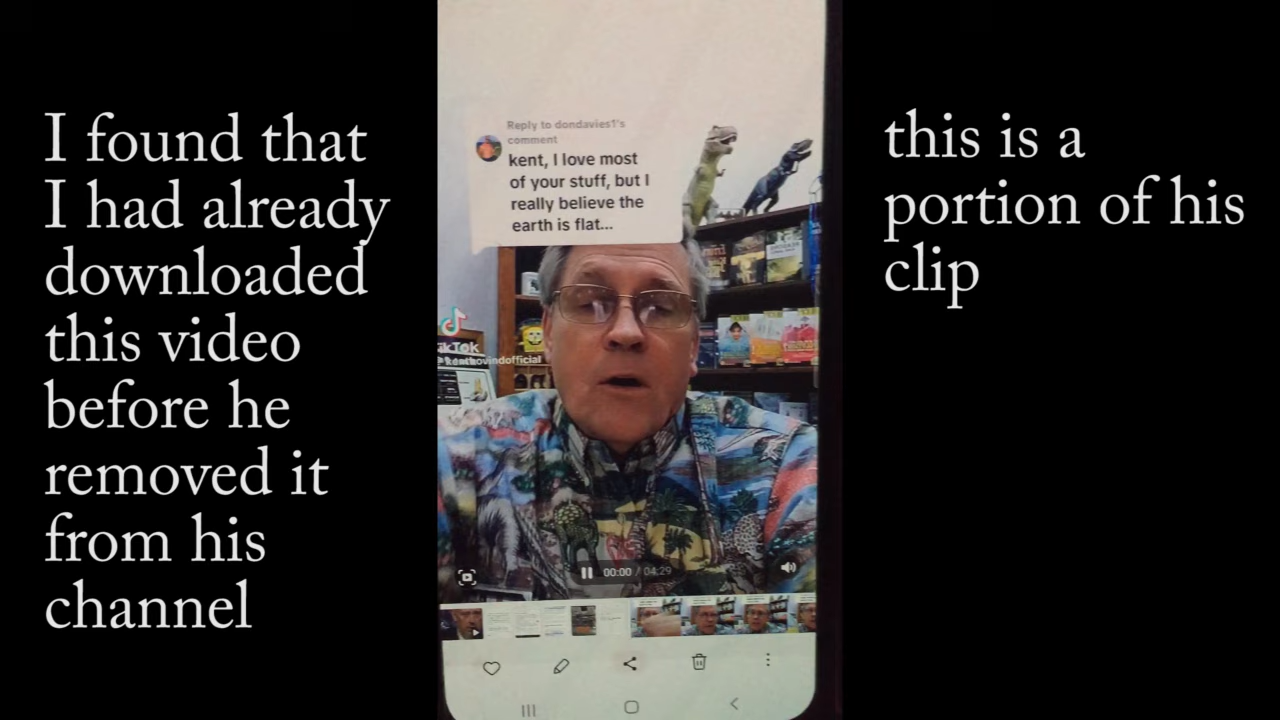 I found that
I had already
downloaded
this video
before he
removed it
from his
channel
Reply to dondavies1's
comment
kent, I love most
of your stuff, but I
really believe the
earth is flat...
kenthovindofficial
00:00 / 04:29
this is a
portion of his
clip